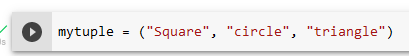 mytuple = ("Square", "circle", "triangle")